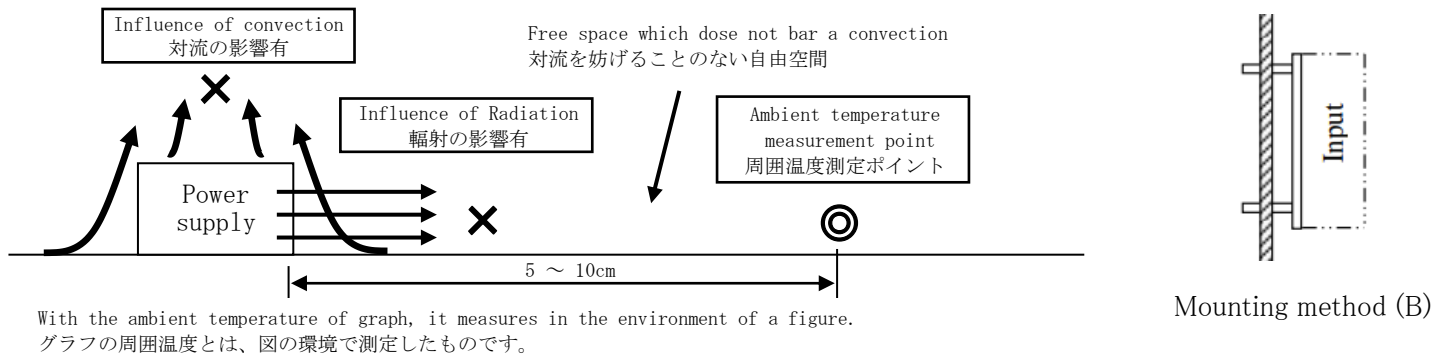 Influence of convection
対流の影響有
Free space which dose not bar a convection
対流を妨げることのない自由空間
Influence of Radiation
輻射の影響有
Ambient temperature
measurement point
周囲温度測定ポイント
Power
supply
5 ～ 10cm
With the ambient temperature of graph, it measures in the environment of a figure.
グラフの周囲温度とは、図の環境で測定したものです。
Input
Mounting method (B)